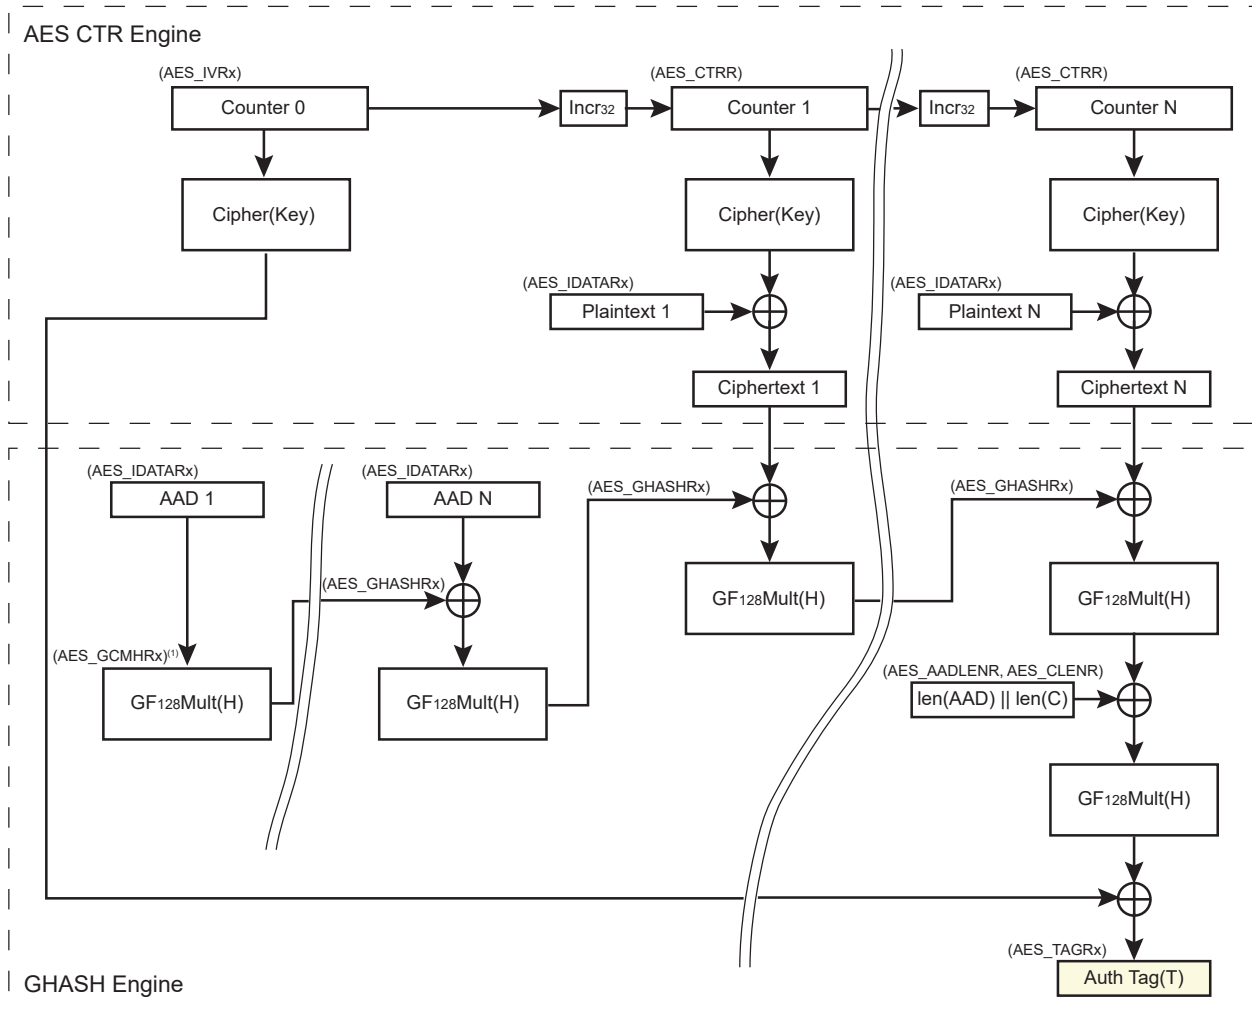 AES CTR Engine
(AES_IVRx)
(AES_CTRR)
(AES_CTRR)
Counter 0
Incr32
Counter 1
Incr32
Counter N
Cipher(Key)
Cipher(Key)
Cipher(Key)
(AES_IDATARx)
(AES_IDATARx)
Plaintext 1
Plaintext N
Ciphertext 1
Ciphertext N
(AES_IDATARx)
(AES_IDATARx)
(AES_GHASHRx)
(AES_GHASHRx)
AAD 1
AAD N
(AES_GHASHRx)
GF128Mult(H)
GF128Mult(H)
(AES_GCMHRx)(1)
(AES_AADLENR, AES_CLENR)
GF128Mult(H)
GF128Mult(H)
len(AAD) || len(C)
GF128Mult(H)
(AES_TAGRx)
Auth Tag(T)
GHASH Engine